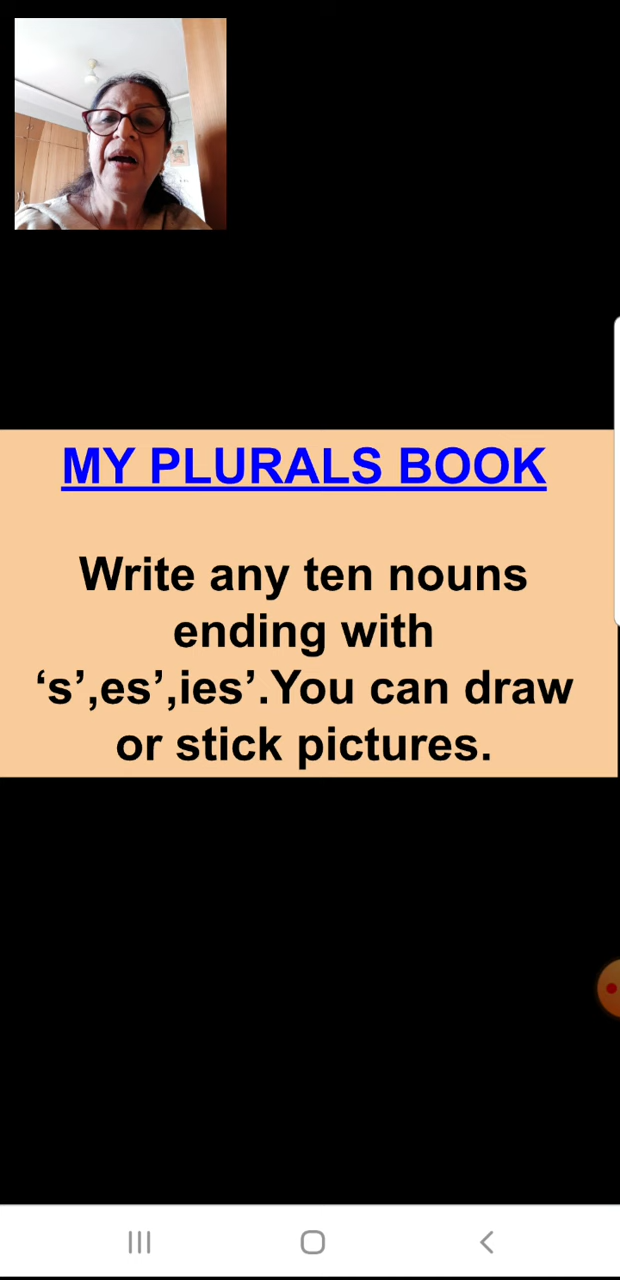 MY PLURALS BOOK
Write any ten nouns
ending with
‘s’,es’,ies’.You can draw
or stick pictures.